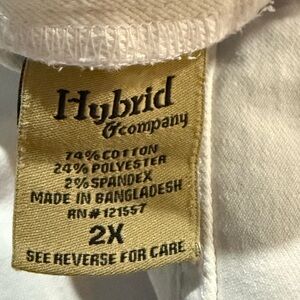 Hybrid
& company
74% COTTON
24% POLYESTER
2% SPANDEX
MADE IN BANGLADESH
RN # 121557
2X
SEE REVERSE FOR CARE